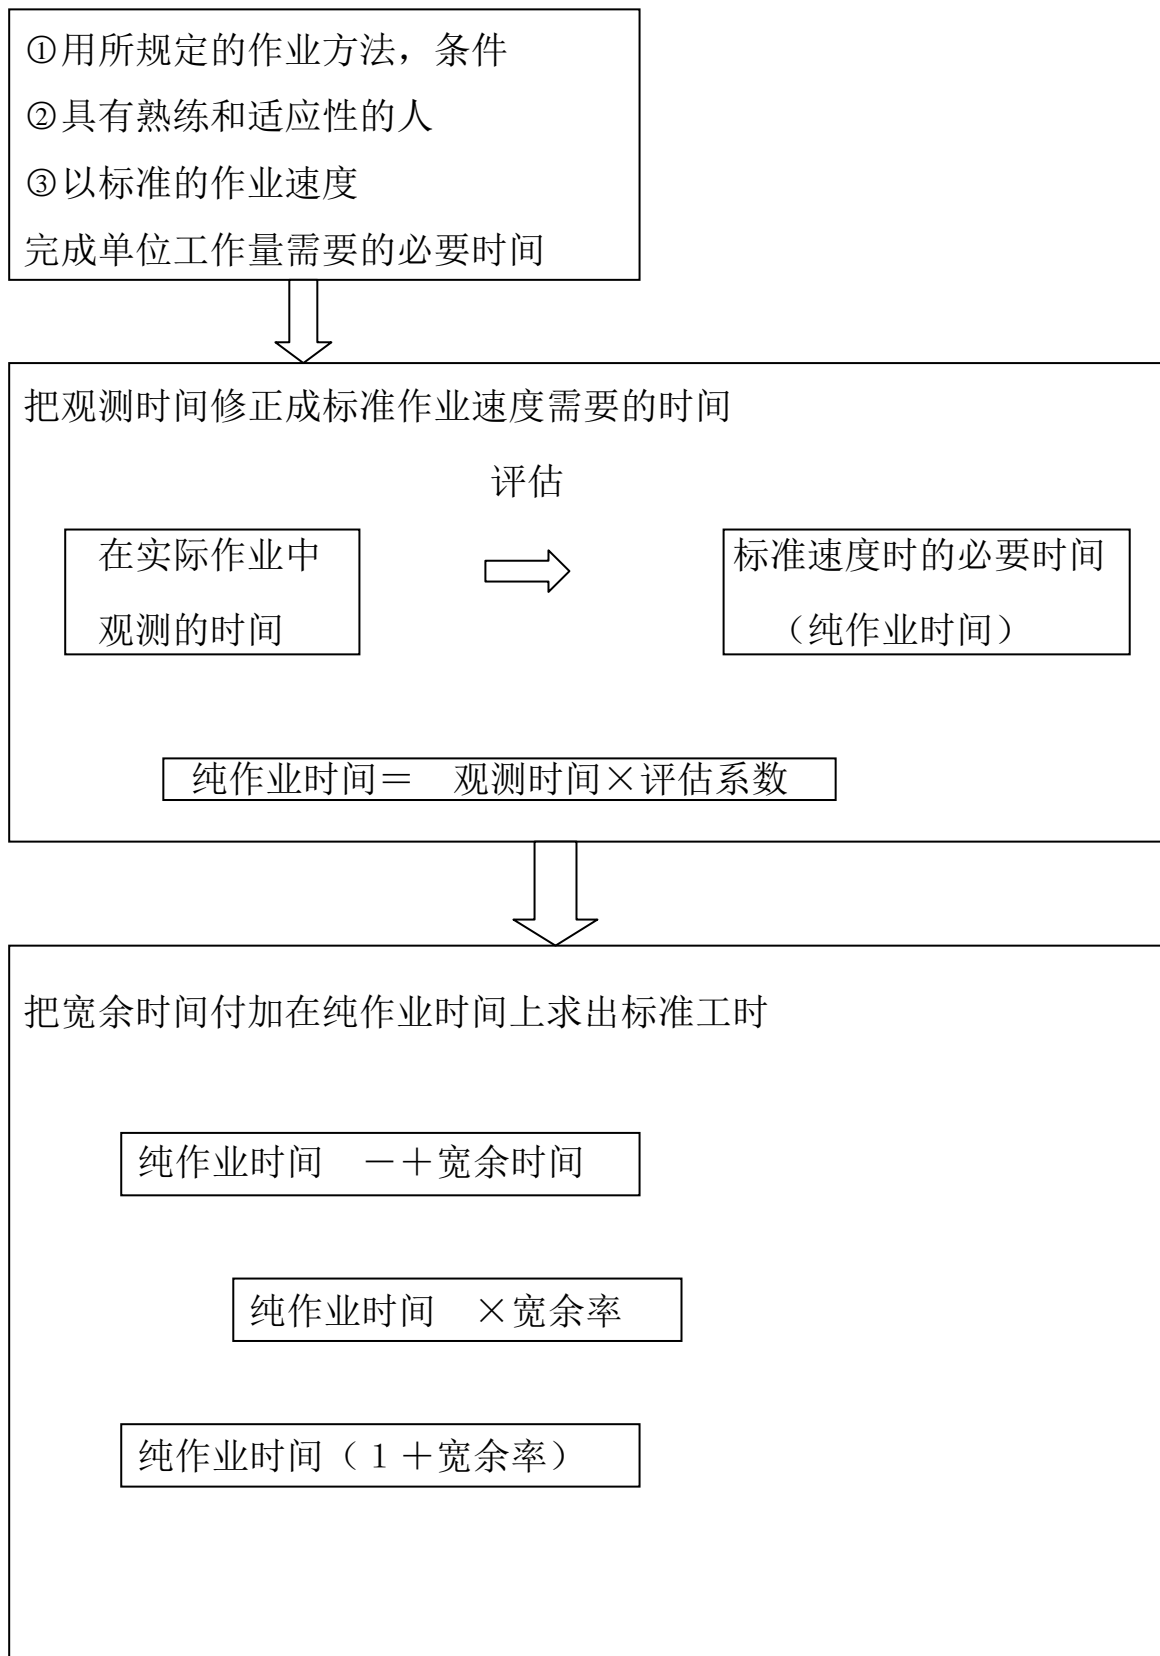 ①用所规定的作业方法，条件
②具有熟练和适应性的人
③以标准的作业速度
完成单位工作量需要的必要时间
把观测时间修正成标准作业速度需要的时间
评估
在实际作业中
观测的时间
标准速度时的必要时间
（纯作业时间）
纯作业时间＝　观测时间×评估系数
把宽余时间付加在纯作业时间上求出标准工时
纯作业时间　－＋宽余时间
纯作业时间　×宽余率
纯作业时间（１＋宽余率）